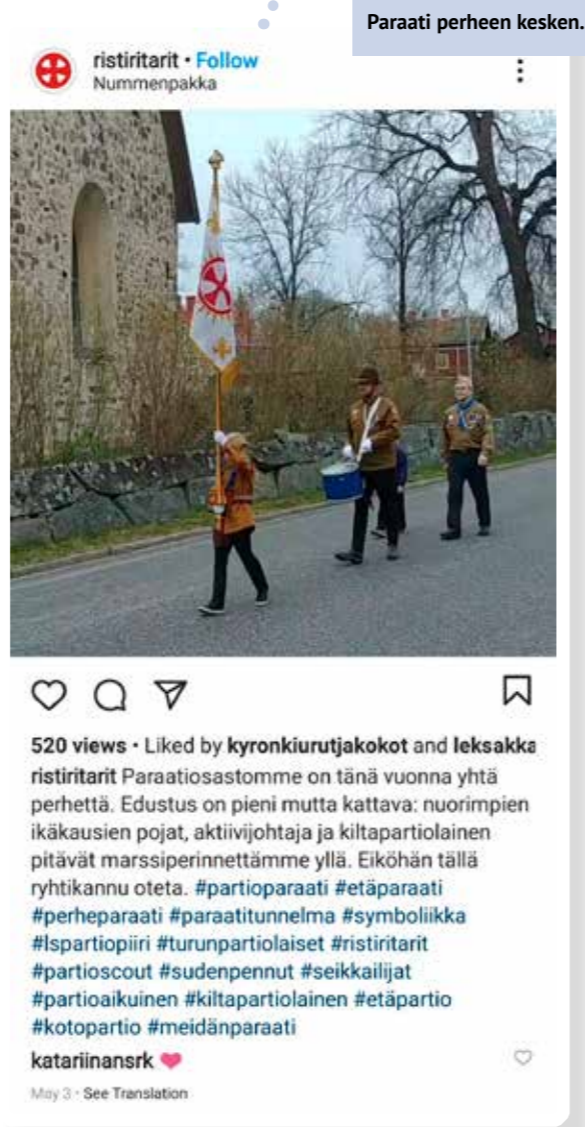 Paraati perheen kesken.
ristiritarit • Follow
Nummenpakka
520 views • Liked by kyronkiurutjakokot and leksakka
ristiritarit Paraatiosastomme on tänä vuonna yhtä
perhettä. Edustus on pieni mutta kattava: nuorimpien
ikäkausien pojat, aktiivijohtaja ja kiltapartiolainen
pitävät marssiperinnettämme yllä. Eiköhän tällä
ryhtikannu oteta. #partioparaati #etäparaati
#perheparaati #paraatitunnelma #symboliikka
#lspartiopiiri #turunpartiolaiset #ristiritarit
#partioscout #sudenpennut #seikkailijat
#partioaikuinen #kiltapartiolainen #etäpartio
#kotopartio #meidänparaati
katariinansrk
May 3 · See Translation